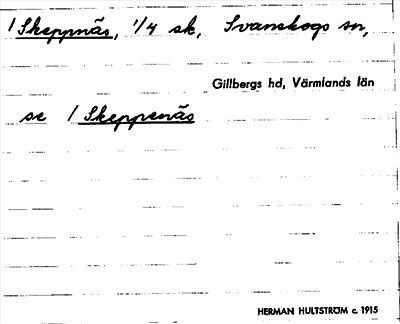 1 Skeppnäs, 1/4 sk, Svanskogs sn,
Gillbergs hd, Värmlands län
se 1 Skeppenäs
HERMAN HULTSTRÖM c. 1915